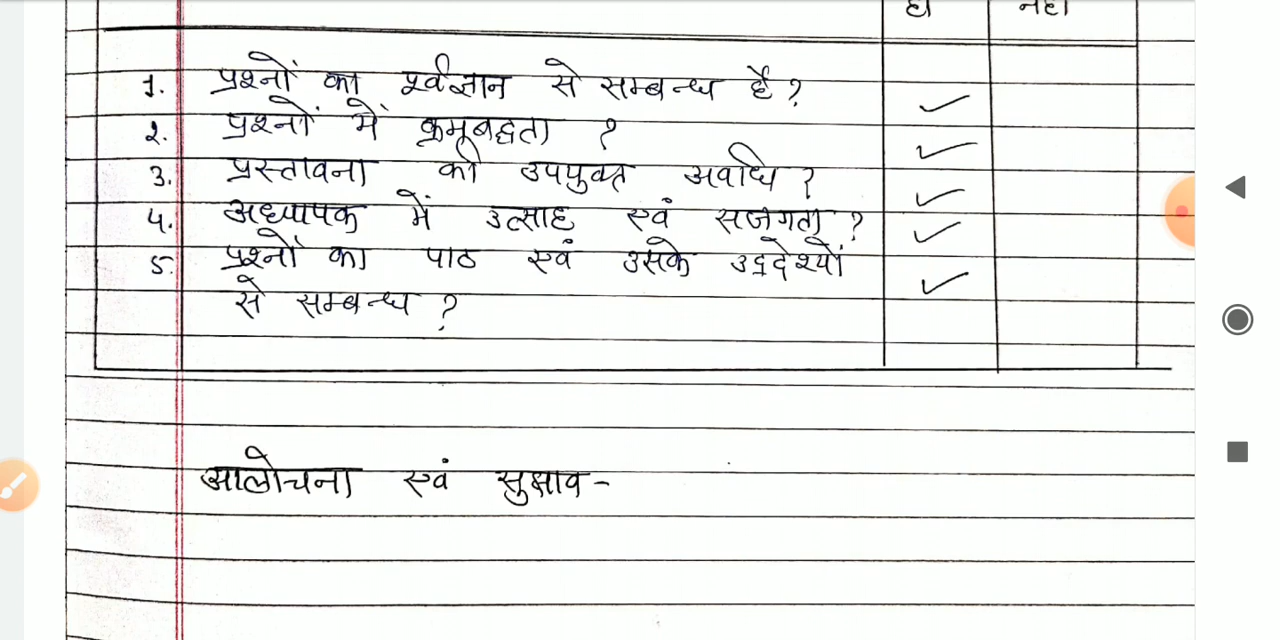 हाँ नहीं
1. प्रश्नों का पूर्वज्ञान से सम्बन्ध है ?
2. प्रश्नों में क्रमबद्धता ?
3. प्रस्तावना की उपयुक्त अवधि ?
4. अध्यापक में उत्साह एवं सजगता ?
5. प्रश्नों का पाठ एवं उसके उद्देश्यों
से सम्बन्ध ?
आलोचना एवं सुझाव -